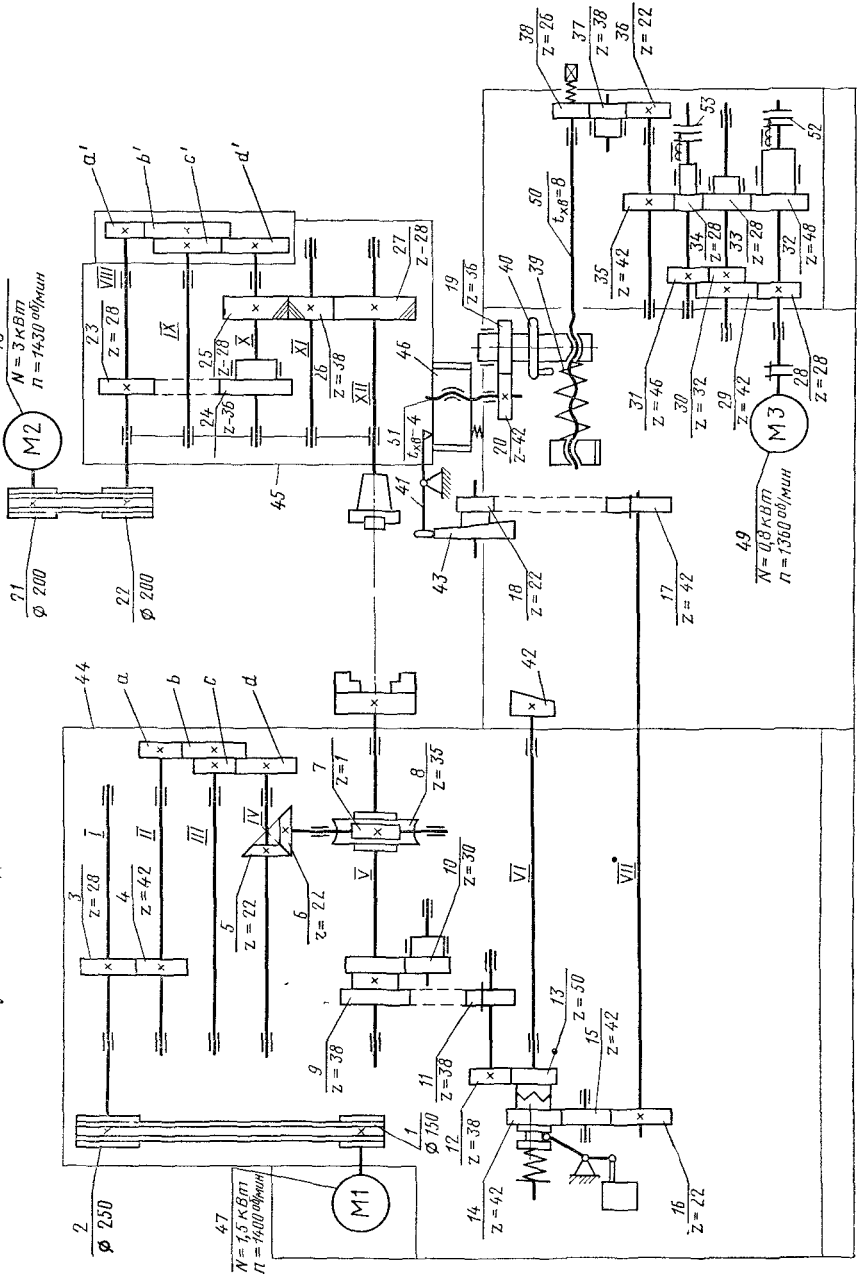 2
φ 250
47
N=1,5 кВт
n=1400 об/мин
M1
1
φ 150
3
z=28
4
z=42
I
II
III
IV
V
VI
VII
44
a
b
c
d
5
z=22
6
z=22
7
z=1
8
z=35
9
z=38
10
z=30
11
z=38
12
z=38
13
z=50
14
z=42
15
z=42
16
z=22
17
z=42
18
z=22
42
43
41
21
φ 200
22
φ 200
M2
N=3 кВт
n=1430 об/мин
23
z=28
VIII
IX
X
XI
XII
a'
b'
c'
d'
24
z-36
25
z-28
26
z=38
27
z-28
45
46
51
tхв-4
19
z=36
20
z-42
40
39
50
tхв=8
38
z=26
37
z=38
36
z=22
35
z=42
34
z=28
33
z=28
32
z=48
53
52
31
z=46
30
z=32
29
z=42
28
z=28
M3
49
N=0,8 кВт
n=1360 об/мин